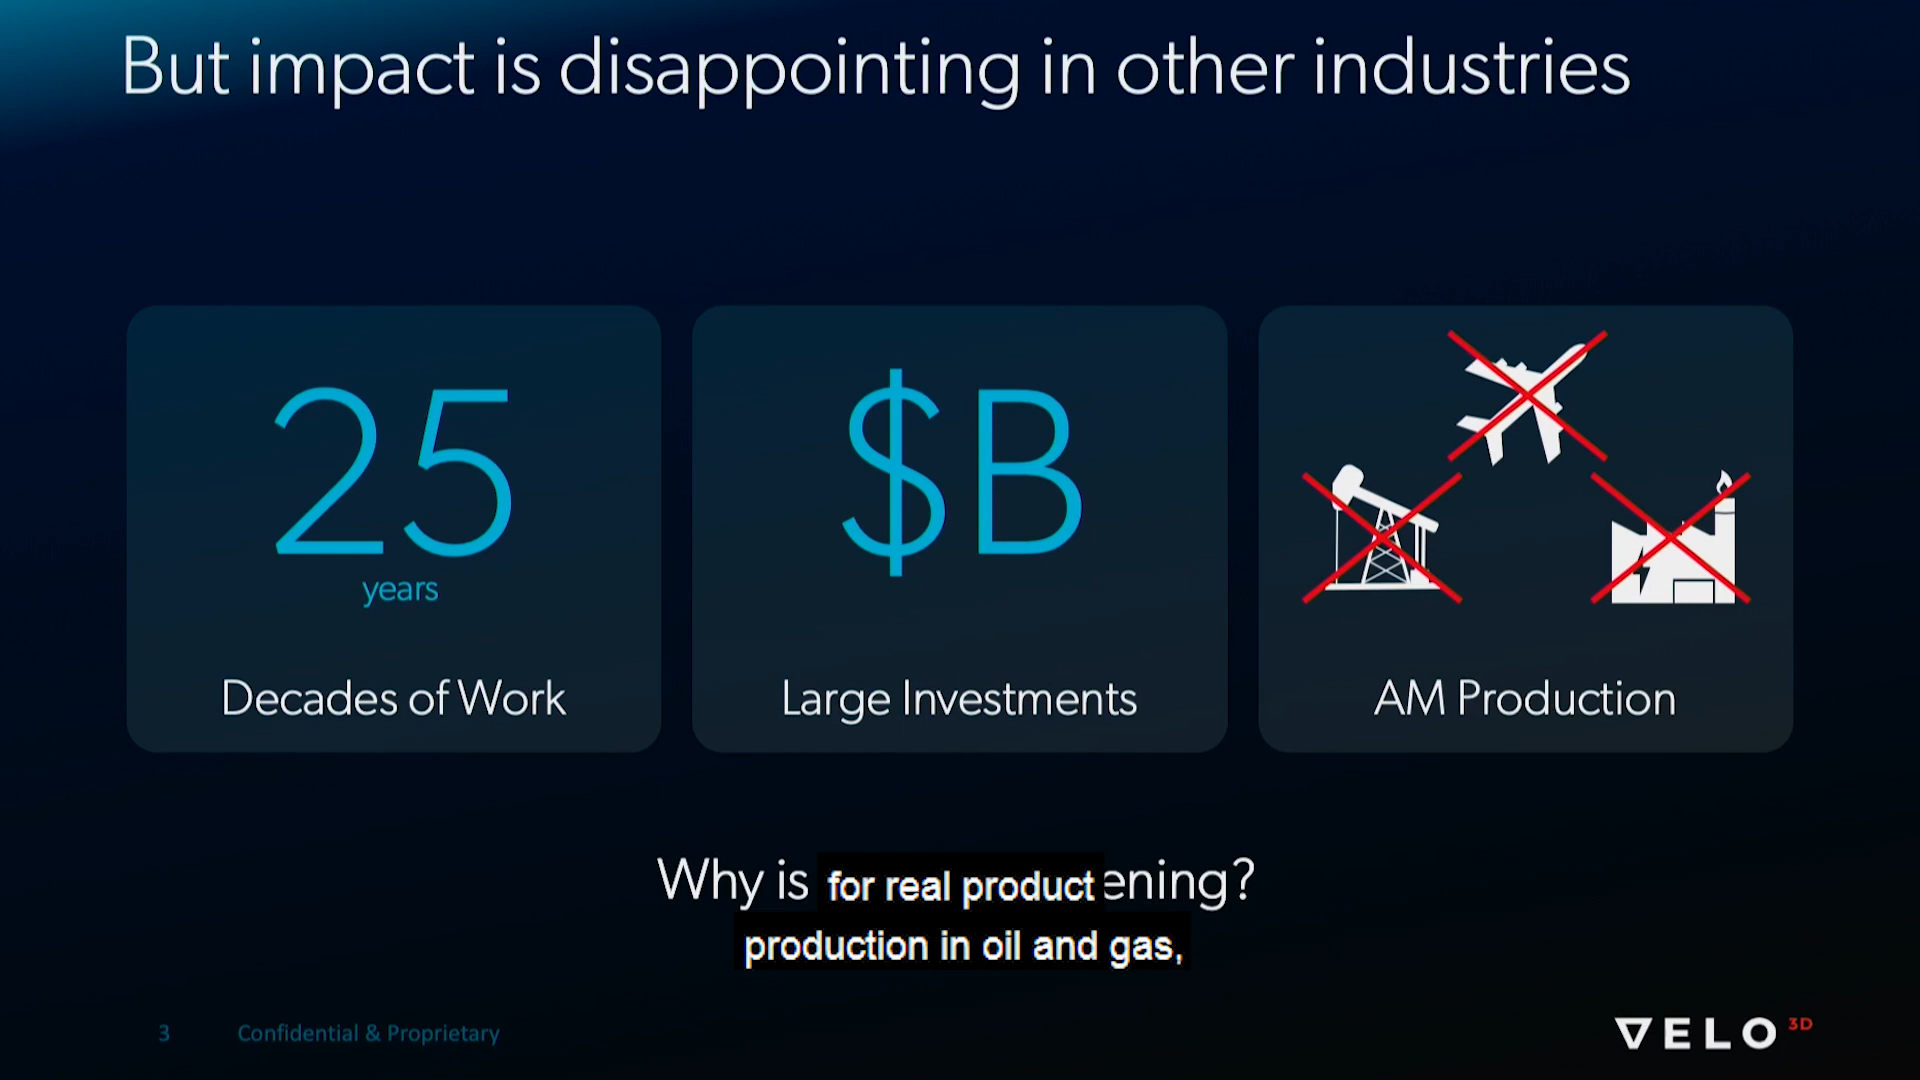 But impact is disappointing in other industries
25
years
Decades of Work
$B
Large Investments
AM Production
Why is for real product ening?
production in oil and gas,
3 Confidential & Proprietary
VELO 3D